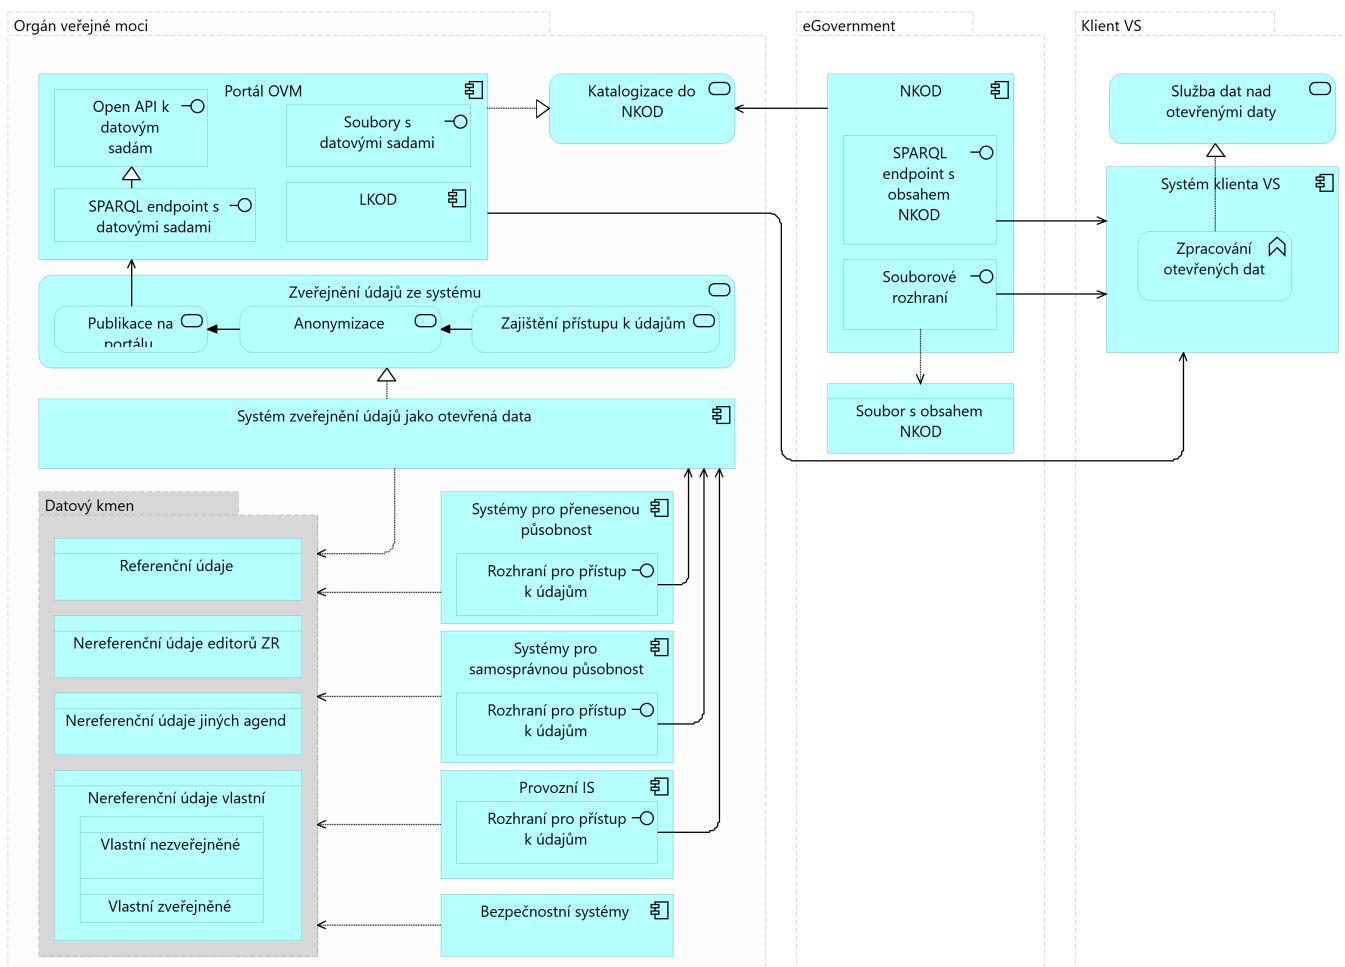 Orgán veřejné moci
eGovernment
Klient VS
Portál OVM
Open API k
datovým
sadám
Soubory s
datovými sadami
SPARQL endpoint s
datovými sadami
LKOD
Katalogizace do
NKOD
NKOD
SPARQL
endpoint s
obsahem
NKOD
Souborové
rozhraní
Soubor s obsahem
NKOD
Služba dat nad
otevřenými daty
Systém klienta VS
Zpracování
otevřených dat
Zveřejnění údajů ze systému
Publikace na
portálu
Anonymizace
Zajištění přístupu k údajům
Systém zveřejnění údajů jako otevřená data
Datový kmen
Referenční údaje
Nereferenční údaje editorů ZR
Nereferenční údaje jiných agend
Nereferenční údaje vlastní
Vlastní nezveřejněné
Vlastní zveřejněné
Systémy pro přenesenou
působnost
Rozhraní pro přístup
k údajům
Systémy pro
samosprávnou působnost
Rozhraní pro přístup
k údajům
Provozní IS
Rozhraní pro přístup
k údajům
Bezpečnostní systémy